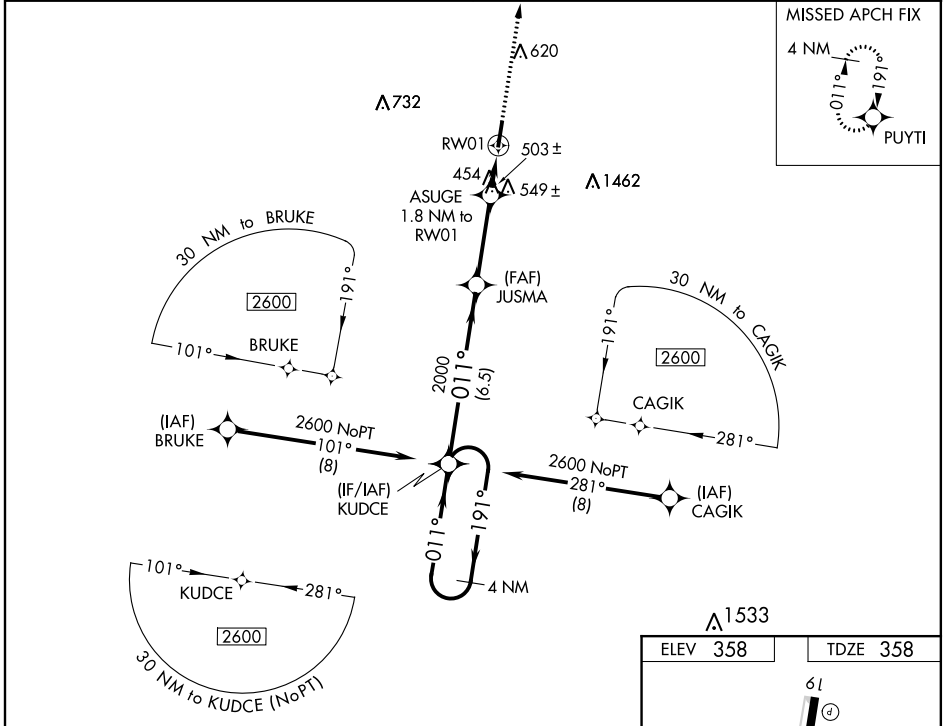 MISSED APCH FIX
4 NM
011°
191°
PUYTI
620
732
RW01
503 ±
454
549 ±
1462
ASUGE
1.8 NM to
RW01
(FAF)
JUSMA
30 NM to BRUKE
2600
191°
101°
BRUKE
30 NM to CAGIK
191°
2600
CAGIK
281°
2000
011°
(6.5)
(IAF)
BRUKE
2600 NoPT
101°
(8)
(IF/IAF)
KUDCE
2600 NoPT
281°
(8)
(IAF)
CAGIK
011°
191°
4 NM
101°
KUDCE
281°
2600
30 NM to KUDCE (NoPT)
1533
ELEV 358
TDZE 358
19
P